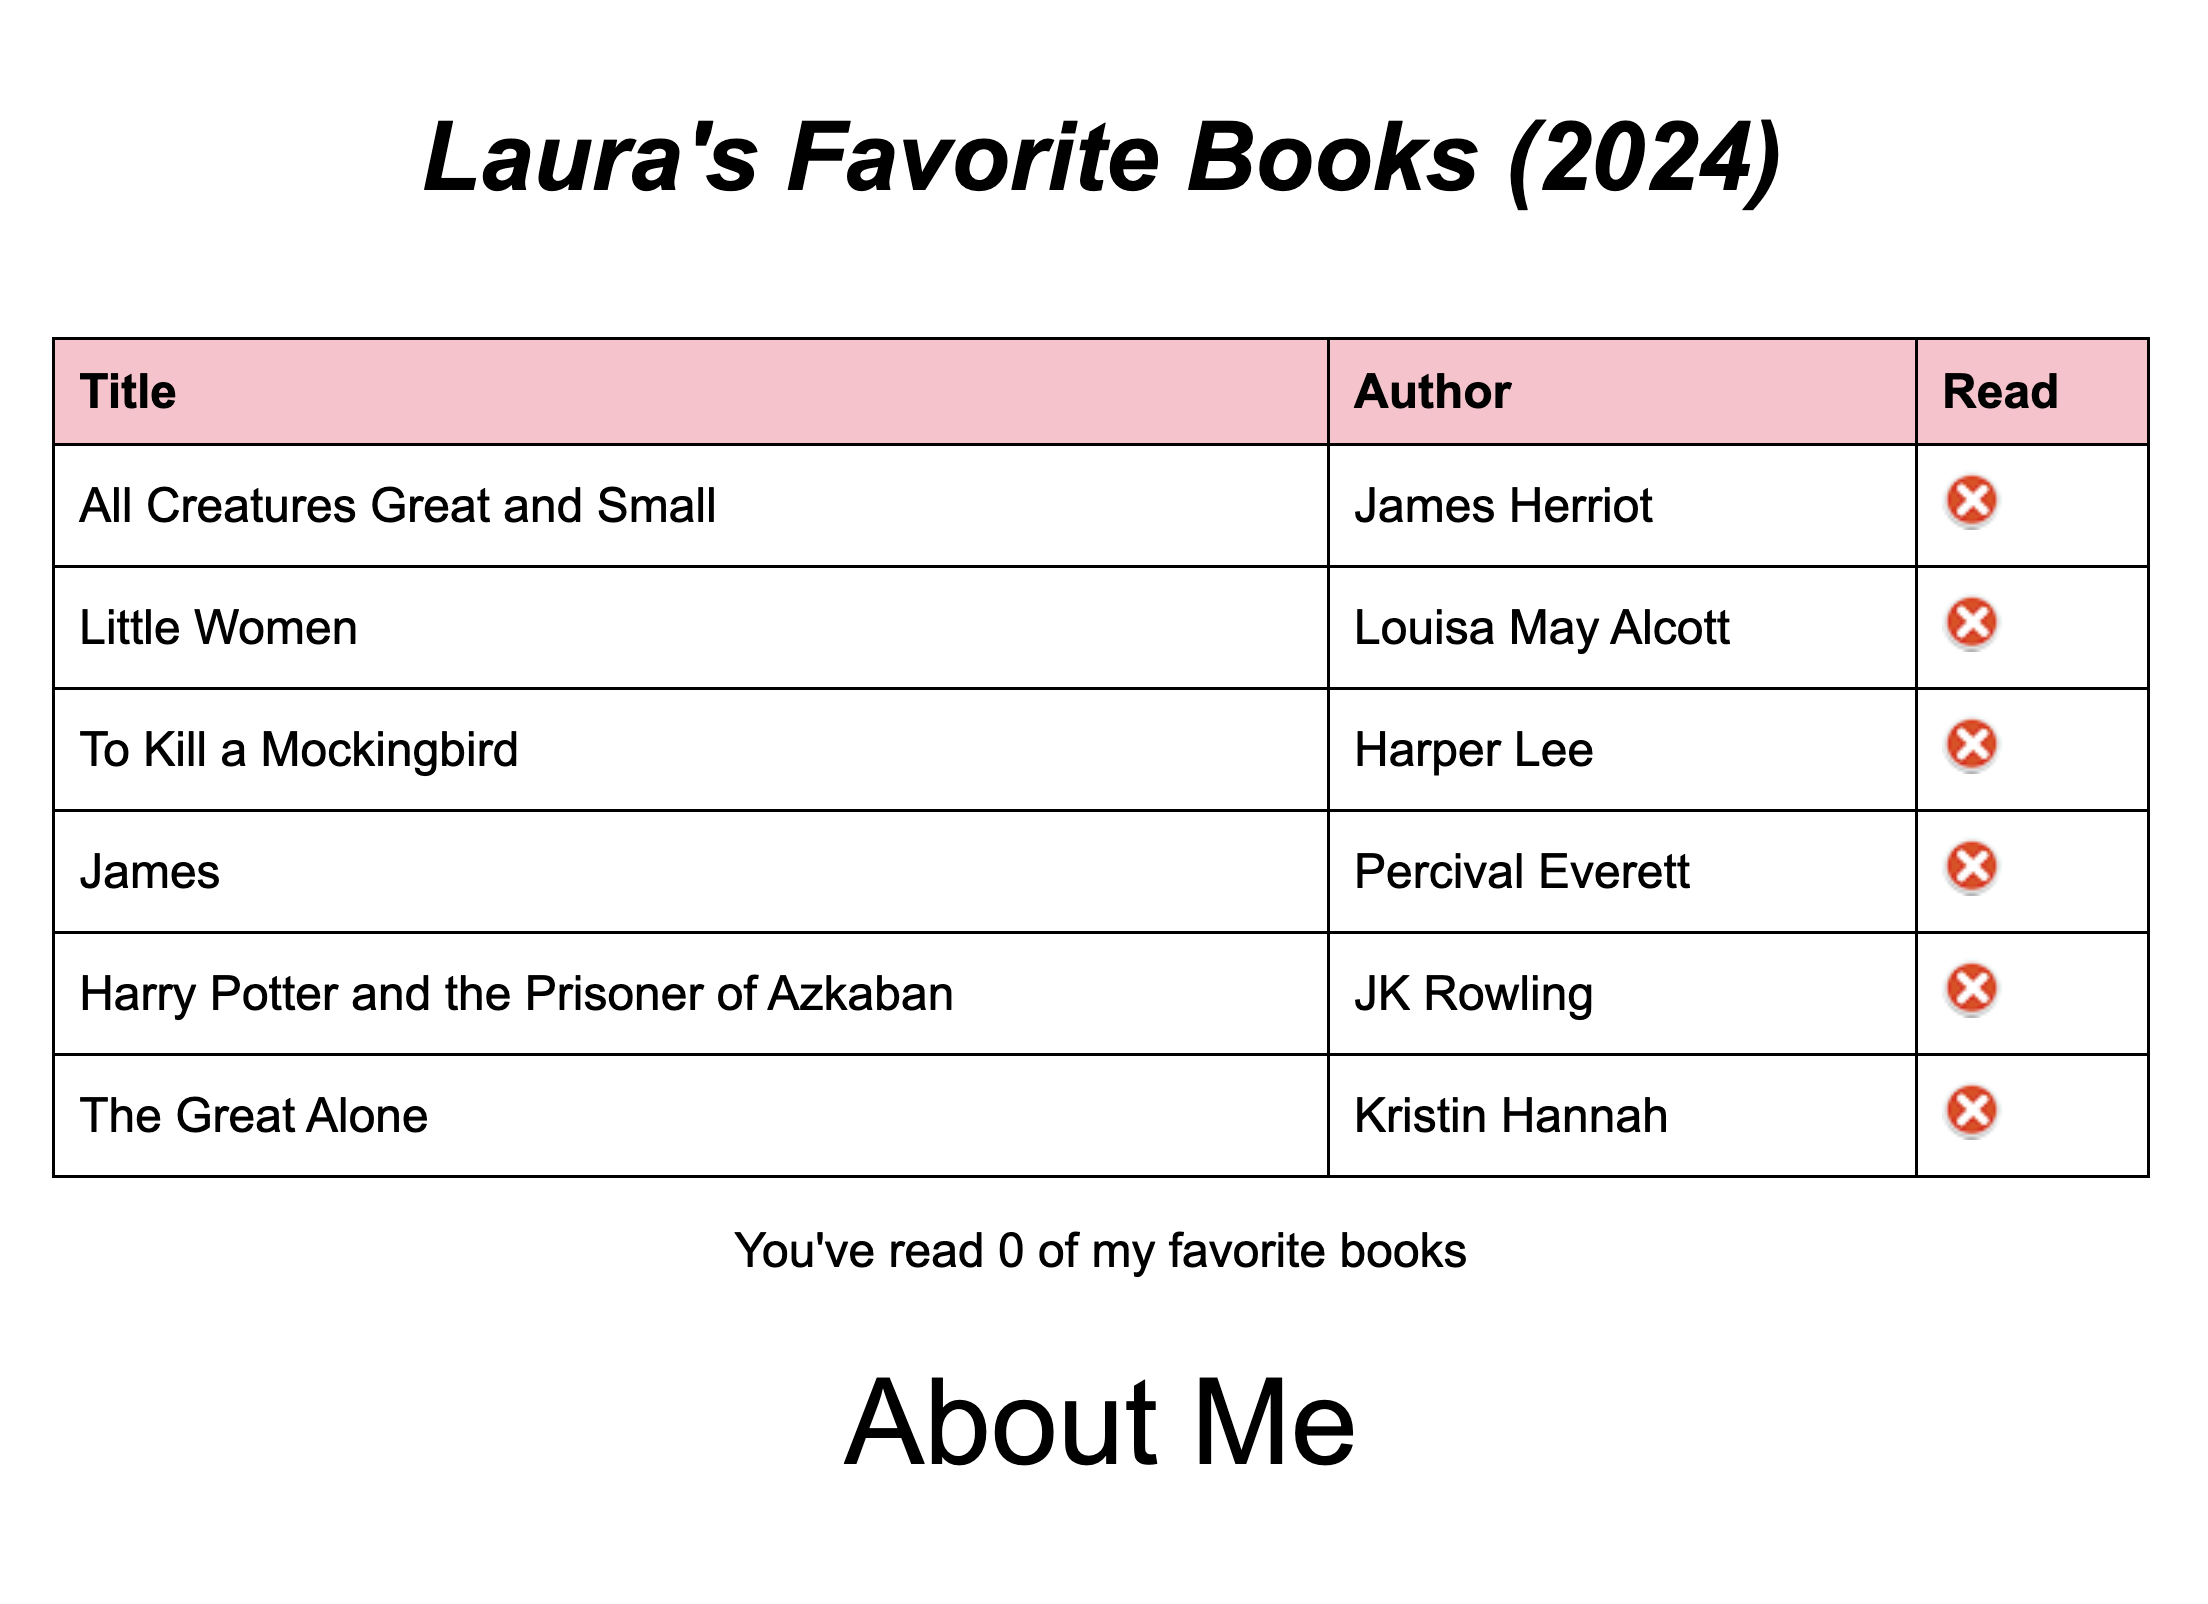 Laura's Favorite Books (2024)
Title Author Read
All Creatures Great and Small James Herriot
Little Women Louisa May Alcott
To Kill a Mockingbird Harper Lee
James Percival Everett
Harry Potter and the Prisoner of Azkaban JK Rowling
The Great Alone Kristin Hannah
You've read 0 of my favorite books
About Me